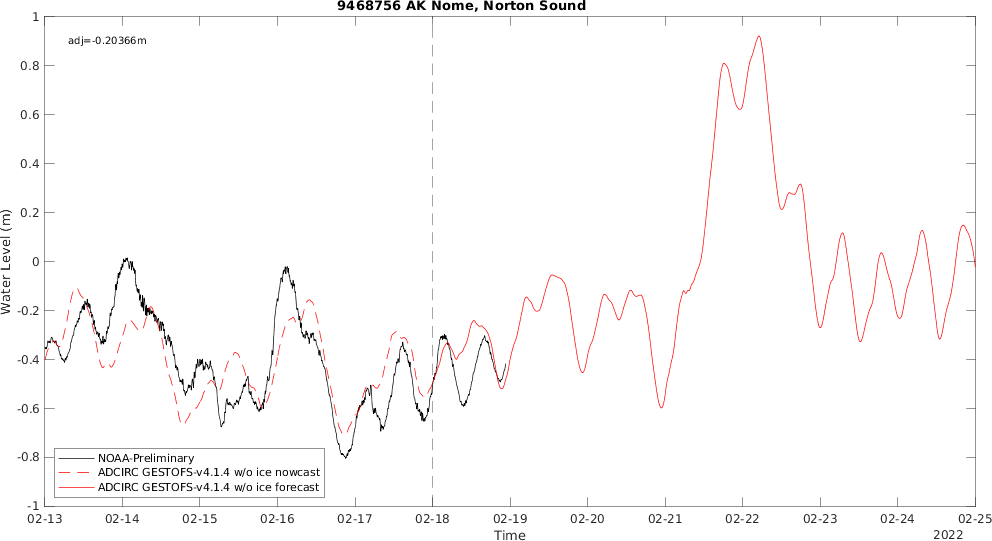 9468756 AK Nome, Norton Sound
adj=-0.20366m
Water Level (m)
1
0.8
0.6
0.4
0.2
0
-0.2
-0.4
-0.6
-0.8
-1
NOAA-Preliminary
ADCIRC GESTOFS-v4.1.4 w/o ice nowcast
ADCIRC GESTOFS-v4.1.4 w/o ice forecast
02-13 02-14 02-15 02-16 02-17 02-18 02-19 02-20 02-21 02-22 02-23 02-24 02-25
Time
2022